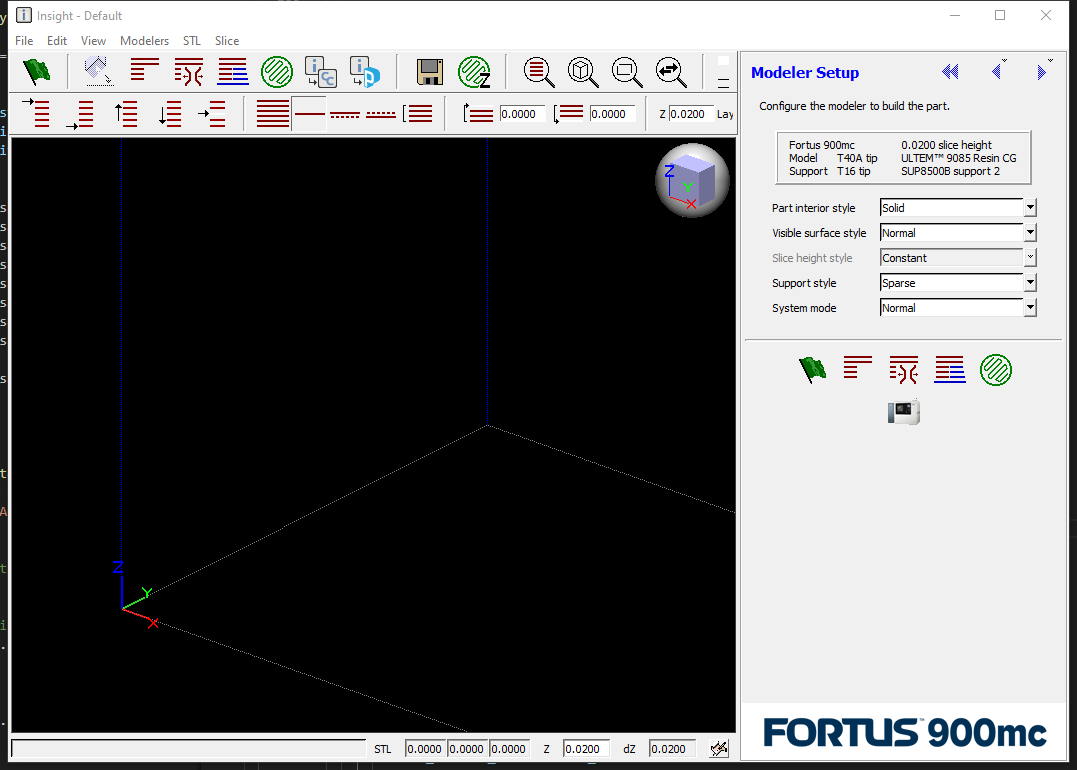 Insight - Default
File Edit View Modelers STL Slice
0.0000
0.0000
Z 0.0200 Lay
Z
Y
X
Z
Y
X
STL 0.0000 0.0000 0.0000 Z 0.0200 dZ 0.0200
Modeler Setup
Configure the modeler to build the part.
Fortus 900mc 0.0200 slice height
Model T40A tip ULTEM™ 9085 Resin CG
Support T16 tip SUP8500B support 2
Part interior style Solid
Visible surface style Normal
Slice height style Constant
Support style Sparse
System mode Normal
FORTUS™ 900mc